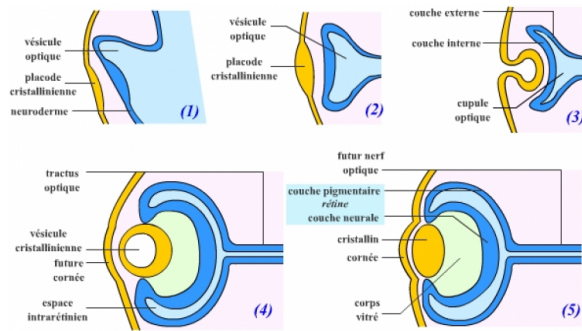 vésicule
optique
placode
cristallinienne
neuroderme
(1)
vésicule
optique
placode
cristallinienne
(2)
couche externe
couche interne
cupule
optique
(3)
tractus
optique
vésicule
cristallinienne
future
cornée
espace
intrarétinien
(4)
futur nerf
optique
couche pigmentaire
rétine
couche neurale
cristallin
cornée
corps
vitré
(5)